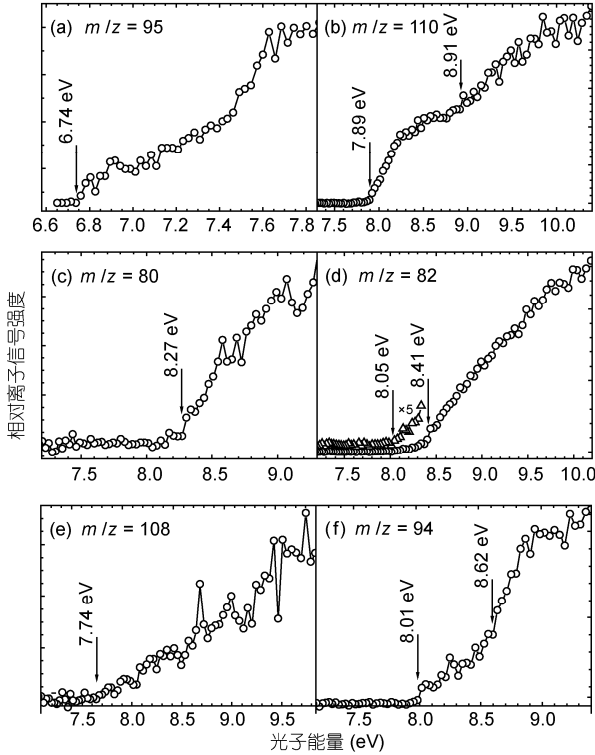 (a) m/z = 95
6.74 eV
6.6 6.8 7.0 7.2 7.4 7.6 7.8
(b) m/z = 110
7.89 eV
8.91 eV
7.5 8.0 8.5 9.0 9.5 10.0
(c) m/z = 80
8.27 eV
7.5 8.0 8.5 9.0
(d) m/z = 82
8.05 eV
×5
8.41 eV
7.5 8.0 8.5 9.0 9.5 10.0
(e) m/z = 108
7.74 eV
7.5 8.0 8.5 9.0 9.5
(f) m/z = 94
8.01 eV
8.62 eV
7.5 8.0 8.5 9.0
相对离子信号强度
光子能量 (eV)